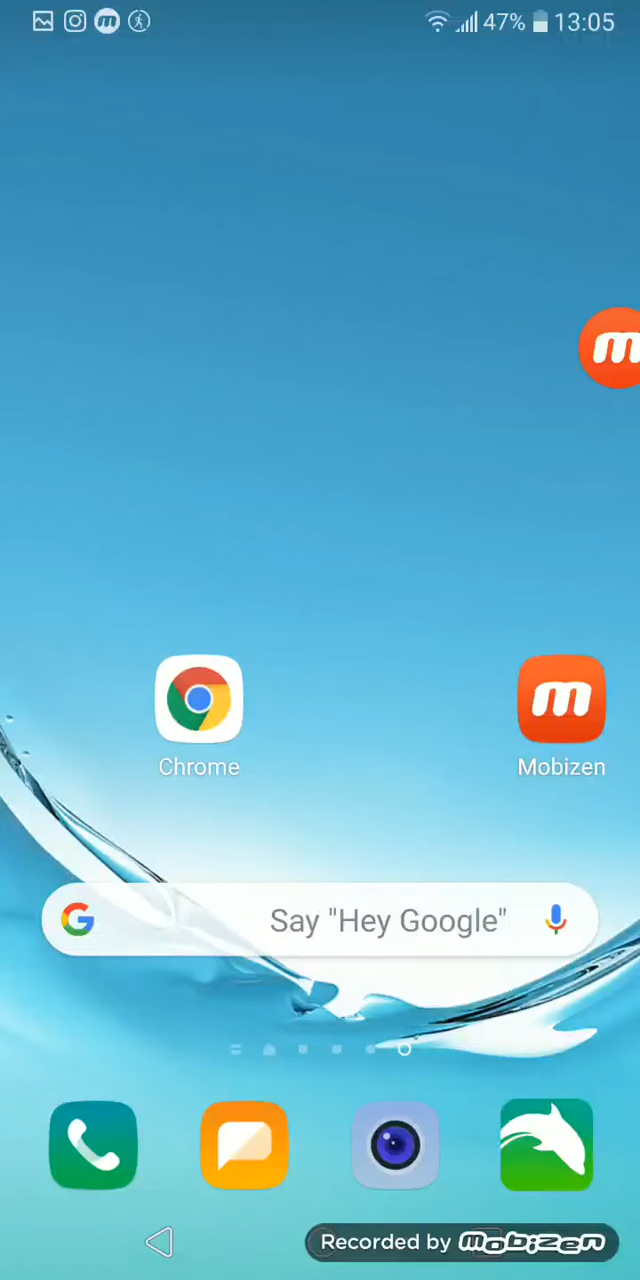 47% 13:05
m
Chrome
m
Mobizen
G Say "Hey Google"
Recorded by Mobizen